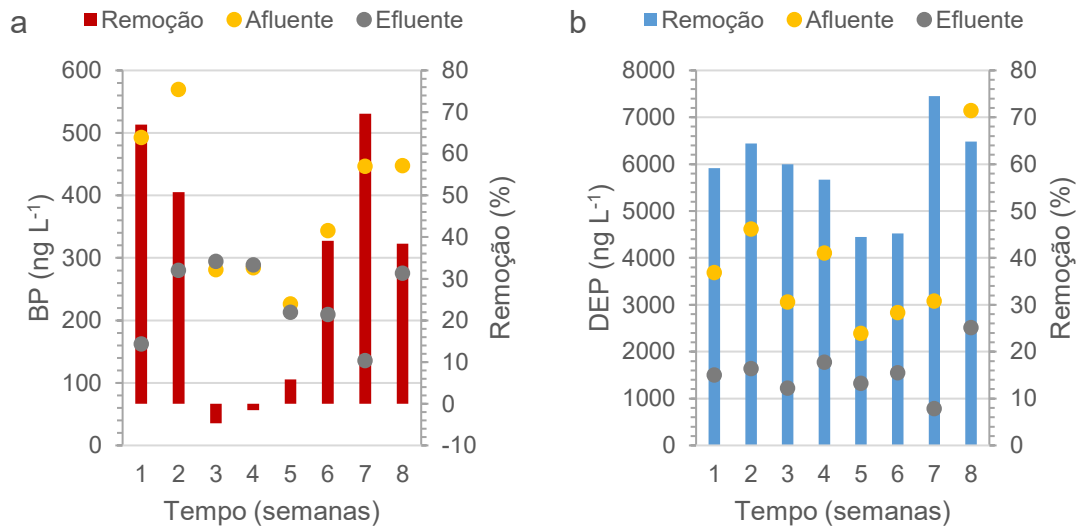 a
Remoção Afluente Efluente
BP (ng L⁻¹)
600
500
400
300
200
100
0
80
70
60
50
40
30
20
10
0
-10
Remoção (%)
1 2 3 4 5 6 7 8
Tempo (semanas)
b
Remoção Afluente Efluente
DEP (ng L⁻¹)
8000
7000
6000
5000
4000
3000
2000
1000
0
80
70
60
50
40
30
20
10
0
Remoção (%)
1 2 3 4 5 6 7 8
Tempo (semanas)